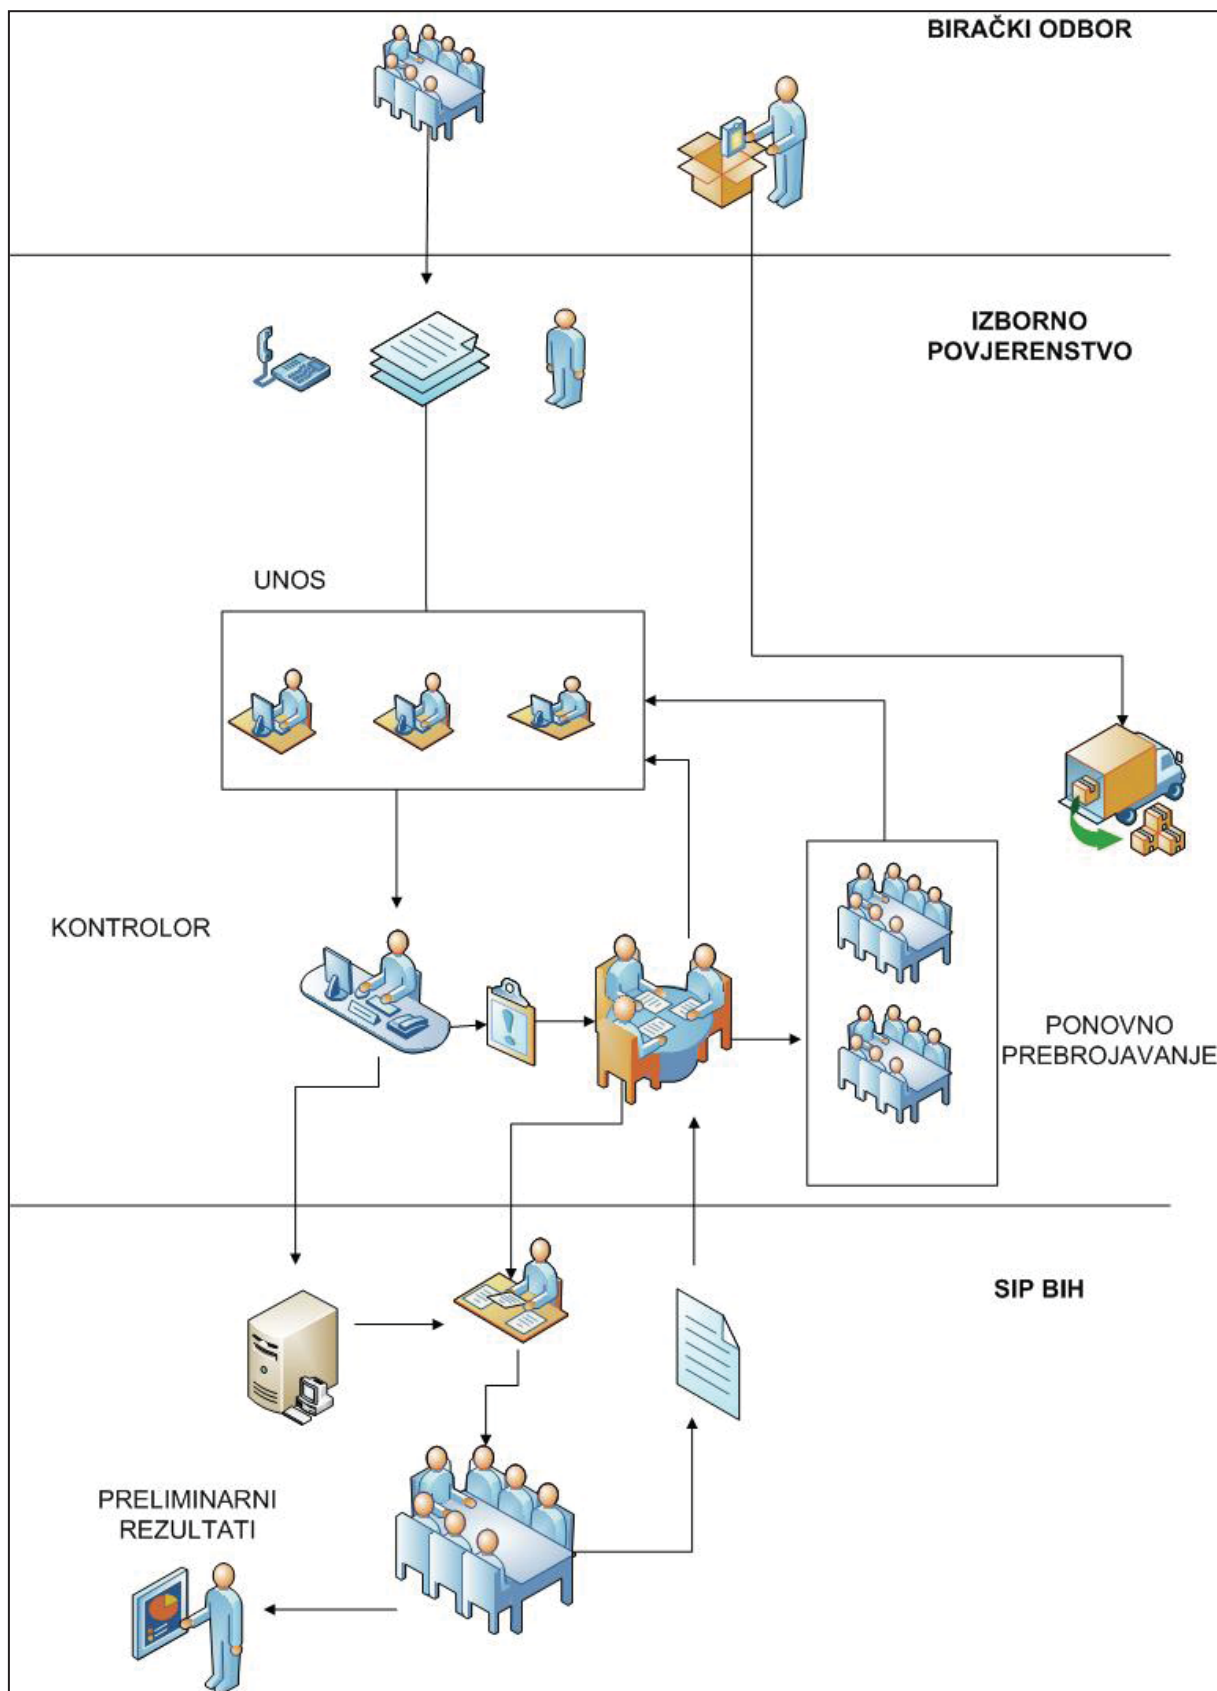 BIRAČKI ODBOR
IZBORNO
POVJERENSTVO
UNOS
KONTROLOR
PONOVNO
PREBROJAVANJE
SIP BIH
PRELIMINARNI
REZULTATI